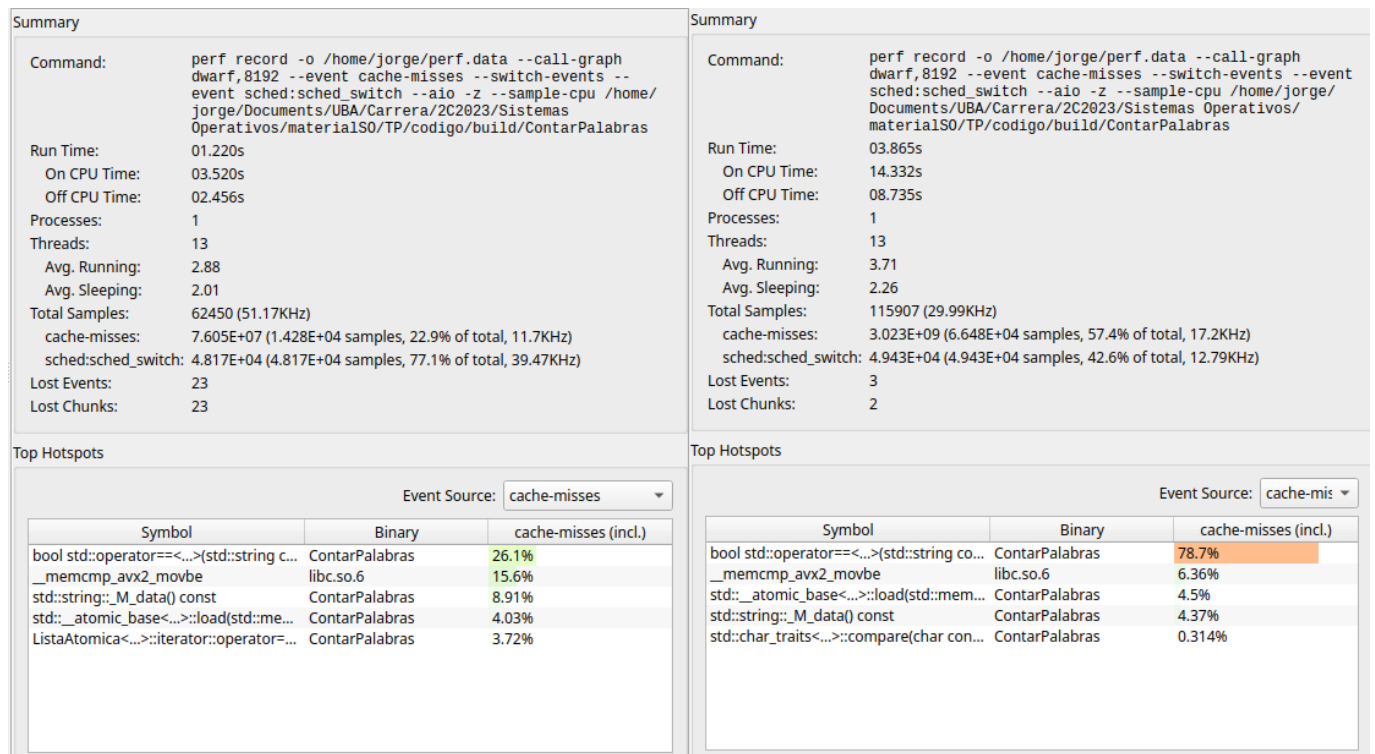 Summary
Command: perf record -o /home/jorge/perf.data --call-graph
dwarf,8192 --event cache-misses --switch-events --
event sched:sched_switch --aio -z --sample-cpu /home/
jorge/Documents/UBA/Carrera/2C2023/Sistemas
Operativos/materialSO/TP/codigo/build/ContarPalabras
Run Time: 01.220s
On CPU Time: 03.520s
Off CPU Time: 02.456s
Processes: 1
Threads: 13
Avg. Running: 2.88
Avg. Sleeping: 2.01
Total Samples: 62450 (51.17KHz)
cache-misses: 7.605E+07 (1.428E+04 samples, 22.9% of total, 11.7KHz)
sched:sched_switch: 4.817E+04 (4.817E+04 samples, 77.1% of total, 39.47KHz)
Lost Events: 23
Lost Chunks: 23
Top Hotspots
Event Source: cache-misses
Symbol Binary cache-misses (incl.)
bool std::operator==<...>(std::string c... ContarPalabras 26.1%
__memcmp_avx2_movbe libc.so.6 15.6%
std::string::_M_data() const ContarPalabras 8.91%
std::__atomic_base<...>::load(std::me... ContarPalabras 4.03%
ListaAtomica<...>::iterator::operator=... ContarPalabras 3.72%
Summary
Command: perf record -o /home/jorge/perf.data --call-graph
dwarf,8192 --event cache-misses --switch-events --event
sched:sched_switch --aio -z --sample-cpu /home/jorge/
Documents/UBA/Carrera/2C2023/Sistemas Operativos/
materialSO/TP/codigo/build/ContarPalabras
Run Time: 03.865s
On CPU Time: 14.332s
Off CPU Time: 08.735s
Processes: 1
Threads: 13
Avg. Running: 3.71
Avg. Sleeping: 2.26
Total Samples: 115907 (29.99KHz)
cache-misses: 3.023E+09 (6.648E+04 samples, 57.4% of total, 17.2KHz)
sched:sched_switch: 4.943E+04 (4.943E+04 samples, 42.6% of total, 12.79KHz)
Lost Events: 3
Lost Chunks: 2
Top Hotspots
Event Source: cache-mis
Symbol Binary cache-misses (incl.)
bool std::operator==<...>(std::string co... ContarPalabras 78.7%
__memcmp_avx2_movbe libc.so.6 6.36%
std::__atomic_base<...>::load(std::mem... ContarPalabras 4.5%
std::string::_M_data() const ContarPalabras 4.37%
std::char_traits<...>::compare(char con... ContarPalabras 0.314%